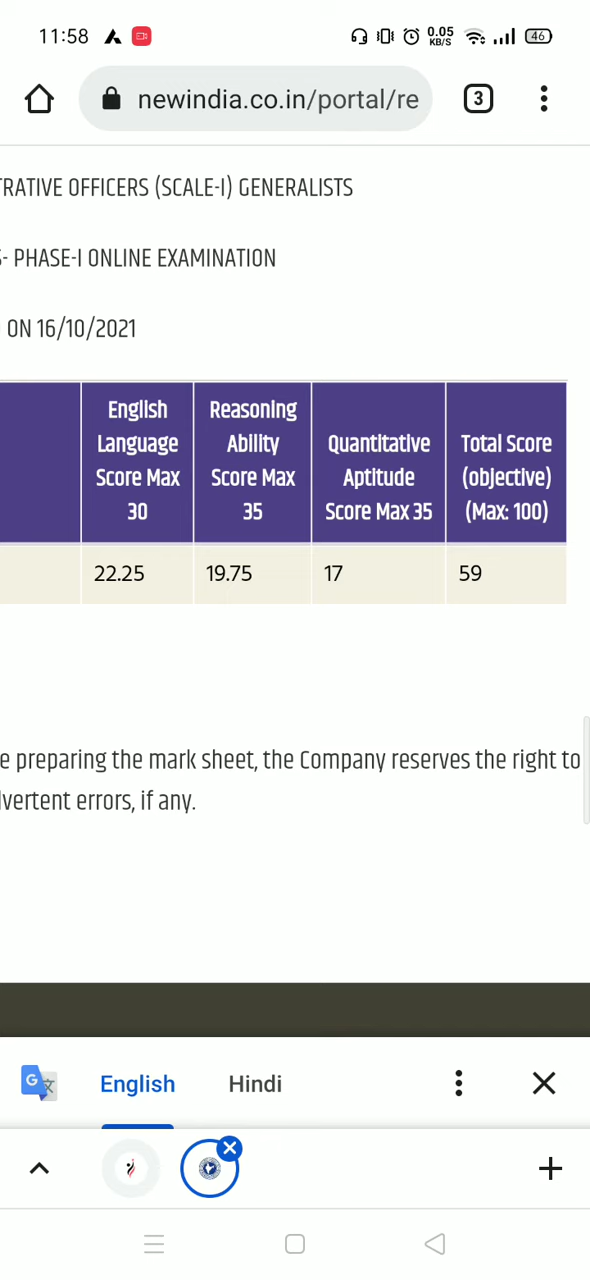 11:58
0.05
KB/S
46
newindia.co.in/portal/re
3
TRATIVE OFFICERS (SCALE-I) GENERALISTS
S- PHASE-I ONLINE EXAMINATION
ON 16/10/2021
English Language Score Max 30
Reasoning Ability Score Max 35
Quantitative Aptitude Score Max 35
Total Score (objective) (Max: 100)
22.25 19.75 17 59
e preparing the mark sheet, the Company reserves the right to
dvertent errors, if any.
G 文
English Hindi